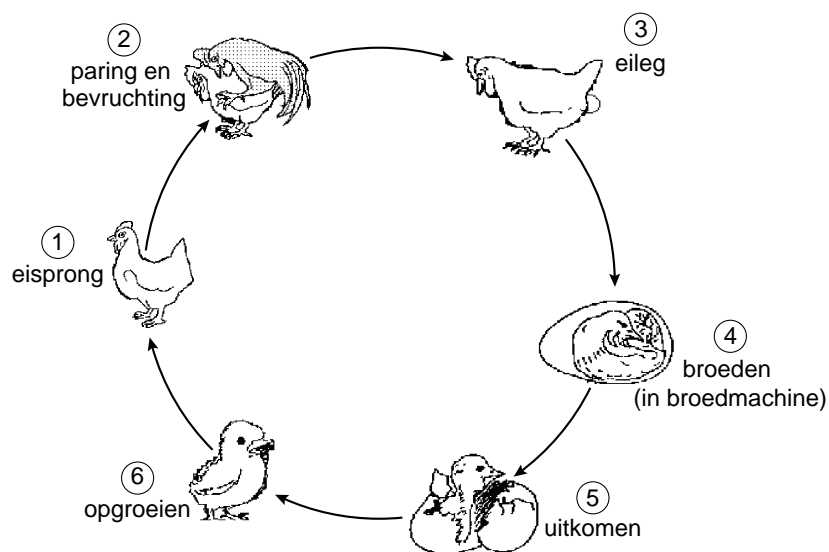 ①
eisprong
②
paring en
bevruchting
③
eileg
④
broeden
(in broedmachine)
⑤
uitkomen
⑥
opgroeien